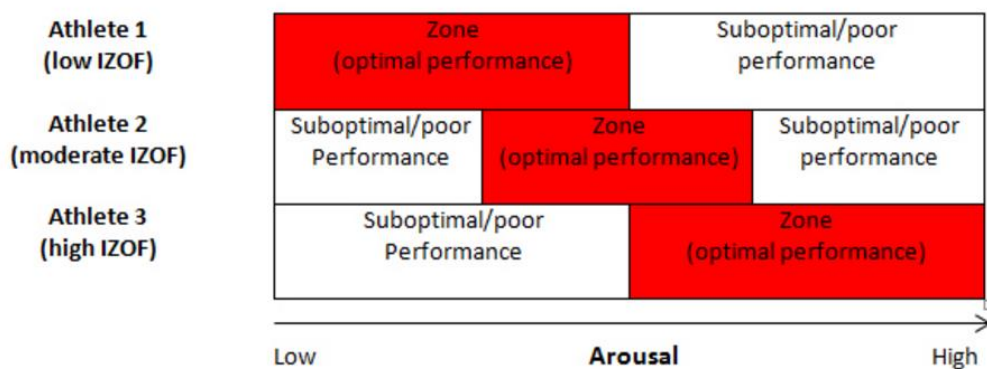 Athlete 1
(low IZOF)
Zone
(optimal performance)
Suboptimal/poor
performance
Athlete 2
(moderate IZOF)
Suboptimal/poor
Performance
Zone
(optimal performance)
Suboptimal/poor
performance
Athlete 3
(high IZOF)
Suboptimal/poor
Performance
Zone
(optimal performance)
Low
Arousal
High